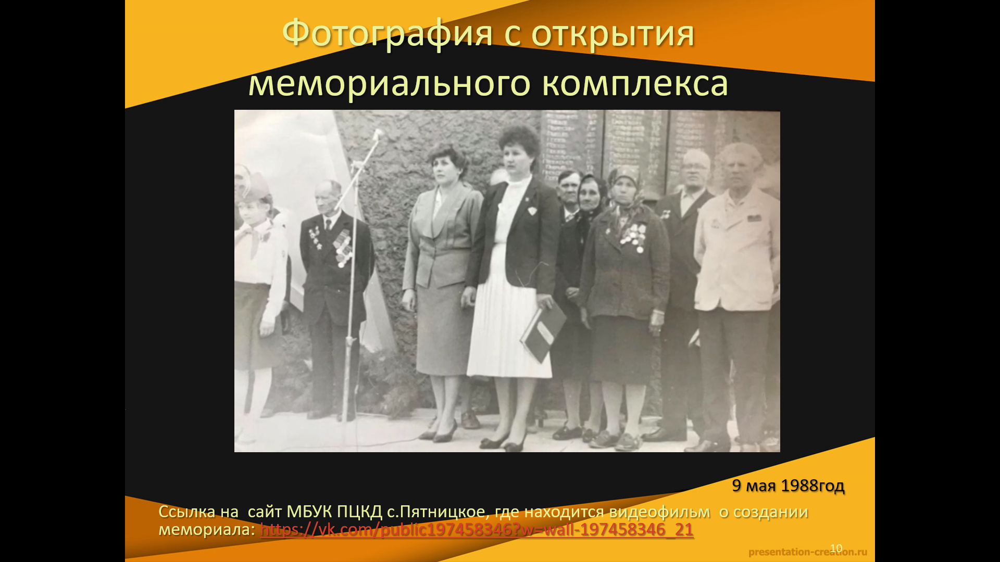 Фотография с открытия
мемориального комплекса
9 мая 1988год
Ссылка на  сайт МБУК ПЦКД с.Пятницкое, где находится видеофильм  о создании
мемориала: https://vk.com/public197458346?w=wall-197458346_21
10
presentation-creation.ru